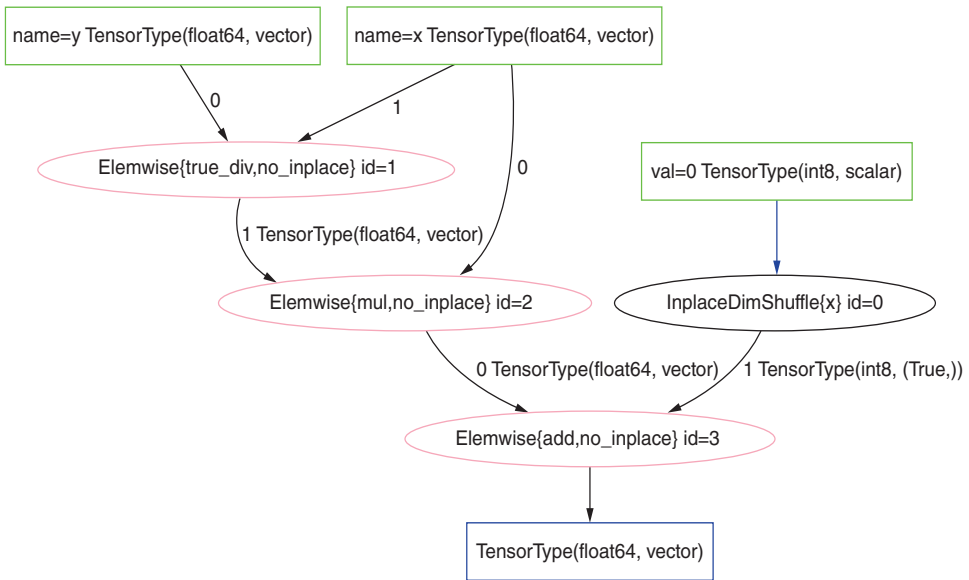 name=y TensorType(float64, vector)
name=x TensorType(float64, vector)
0
1
Elemwise{true_div,no_inplace} id=1
0
val=0 TensorType(int8, scalar)
1 TensorType(float64, vector)
Elemwise{mul,no_inplace} id=2
InplaceDimShuffle{x} id=0
0 TensorType(float64, vector)
1 TensorType(int8, (True,))
Elemwise{add,no_inplace} id=3
TensorType(float64, vector)